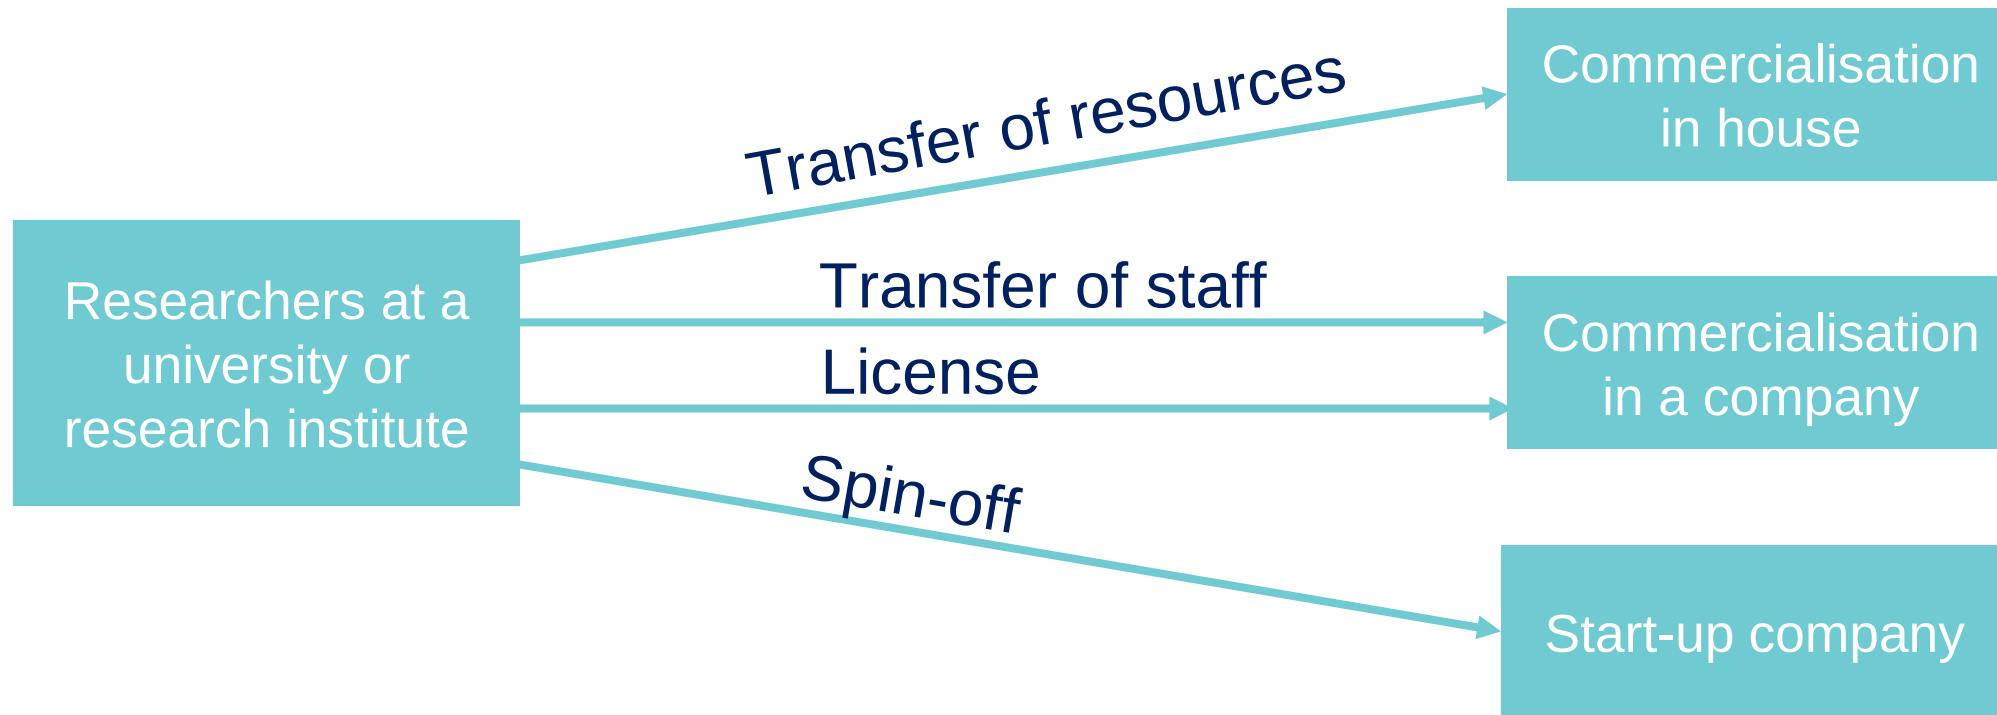 Researchers at a
university or
research institute
Transfer of resources
Transfer of staff
License
Spin-off
Commercialisation
in house
Commercialisation
in a company
Start-up company